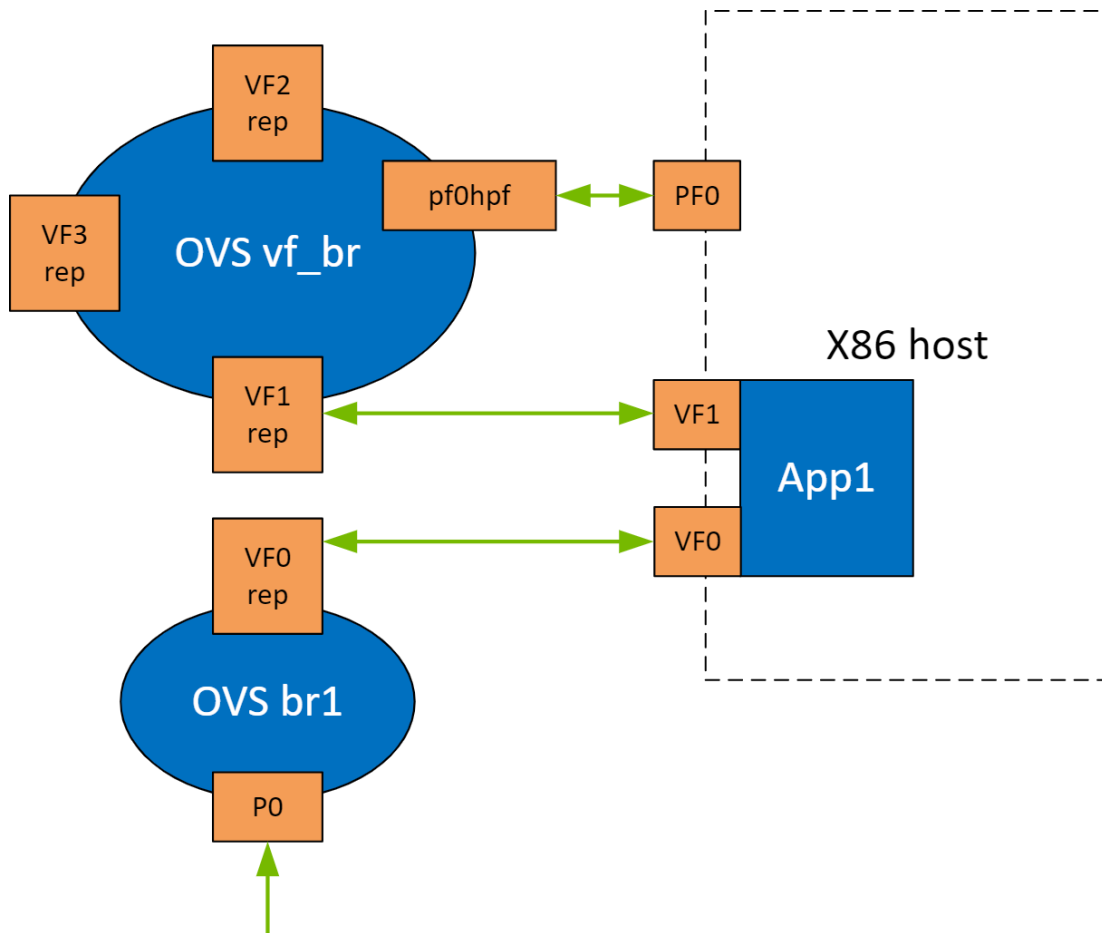 VF2
rep
pf0hpf
PF0
VF3
rep
OVS vf_br
X86 host
VF1
rep
VF1
App1
VF0
VF0
rep
OVS br1
P0